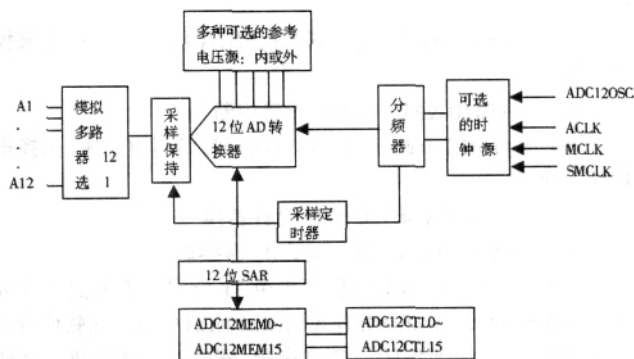 多种可选的参考
电压源：内或外
A1
.
.
.
A12
模拟
多路
器 12
选 1
采
样
保
持
12 位 AD 转
换器
分
频
器
可选
的时
钟 源
ADC12OSC
ACLK
MCLK
SMCLK
采样定
时器
12 位 SAR
ADC12MEM0~
ADC12MEM15
ADC12CTL0~
ADC12CTL15